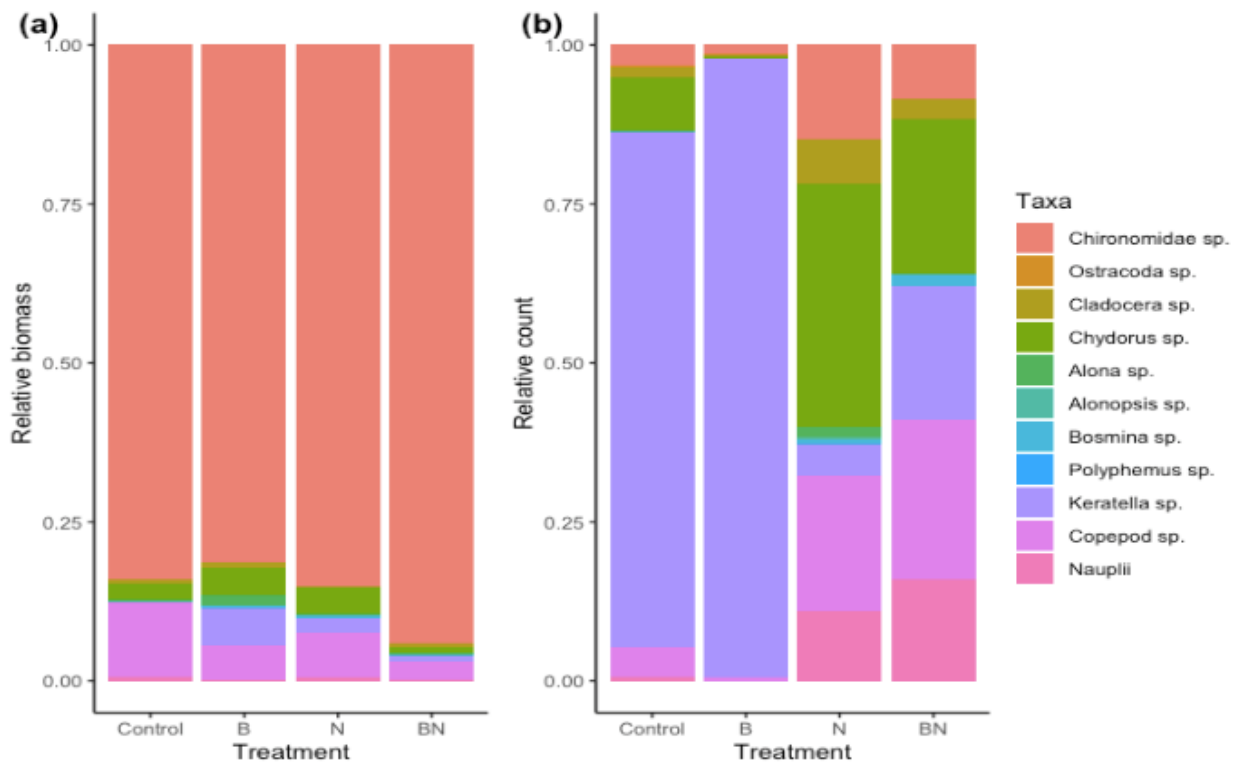 (a)
Relative biomass
1.00
0.75
0.50
0.25
0.00
Control B N BN
Treatment
(b)
Relative count
1.00
0.75
0.50
0.25
0.00
Control B N BN
Treatment
Taxa
Chironomidae sp.
Ostracoda sp.
Cladocera sp.
Chydorus sp.
Alona sp.
Alonopsis sp.
Bosmina sp.
Polyphemus sp.
Keratella sp.
Copepod sp.
Nauplii